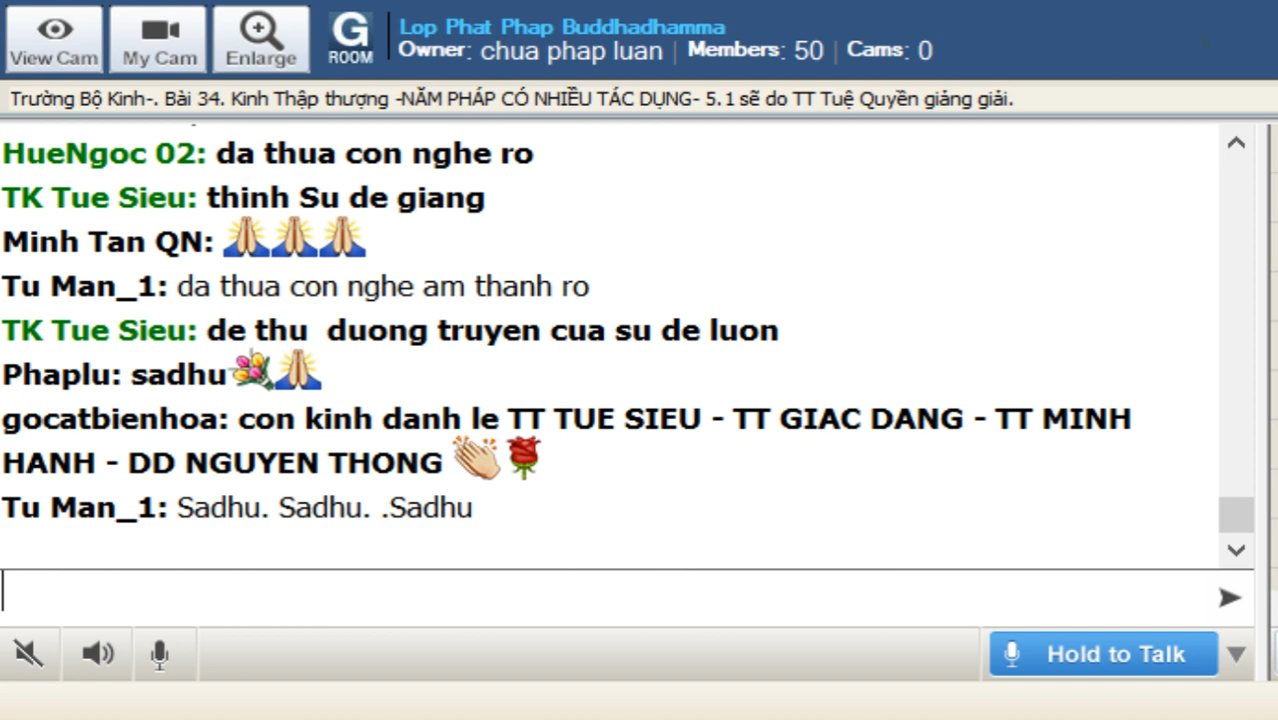 View Cam
My Cam
Enlarge
G
ROOM
Lop Phat Phap Buddhadhamma
Owner: chua phap luan | Members: 50 | Cams: 0
Trường Bộ Kinh-. Bài 34. Kinh Thập thượng -NĂM PHÁP CÓ NHIỀU TÁC DỤNG- 5.1 sẽ do TT Tuệ Quyền giảng giải.
HueNgoc 02: da thua con nghe ro
TK Tue Sieu: thinh Su de giang
Minh Tan QN: 🙏🙏🙏
Tu Man_1: da thua con nghe am thanh ro
TK Tue Sieu: de thu  duong truyen cua su de luon
Phaplu: sadhu💐🙏
gocatbienhoa: con kinh danh le TT TUE SIEU - TT GIAC DANG - TT MINH
HANH - DD NGUYEN THONG 👏🌹
Tu Man_1: Sadhu. Sadhu. .Sadhu
Hold to Talk